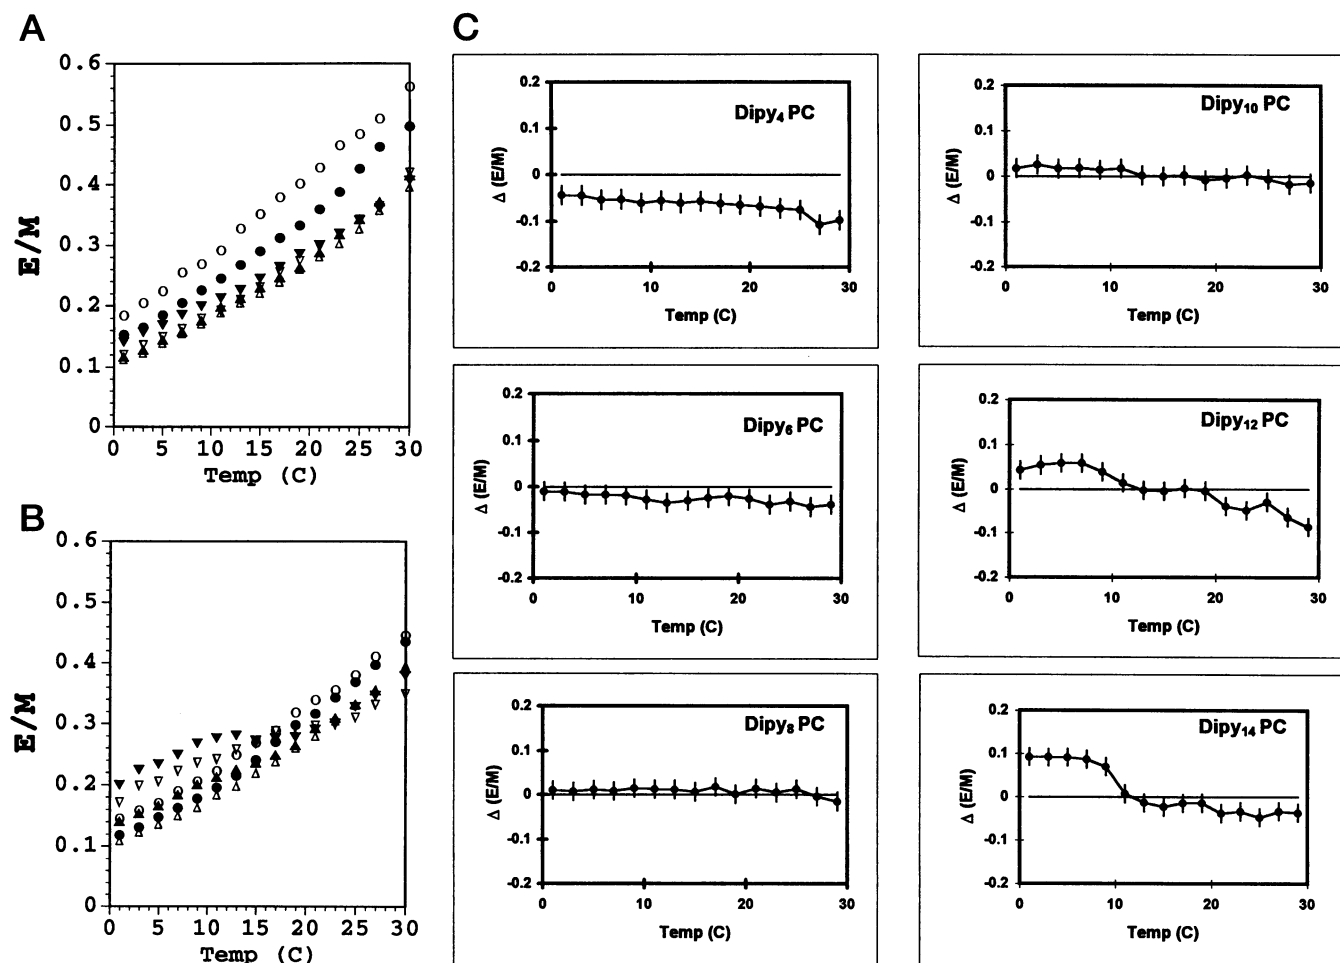 A
0.6
0.5
0.4
0.3
0.2
0.1
0
E/M
0 5 10 15 20 25 30
Temp (C)
B
0.6
0.5
0.4
0.3
0.2
0.1
0
E/M
0 5 10 15 20 25 30
Temp (C)
C
Dipy₄ PC
0.2
0.1
0
-0.1
-0.2
Δ (E/M)
0 10 20 30
Temp (C)
Dipy₆ PC
0.2
0.1
0
-0.1
-0.2
Δ (E/M)
0 10 20 30
Temp (C)
Dipy₈ PC
0.2
0.1
0
-0.1
-0.2
Δ (E/M)
0 10 20 30
Temp (C)
Dipy₁₀ PC
0.2
0.1
0
-0.1
-0.2
Δ (E/M)
0 10 20 30
Temp (C)
Dipy₁₂ PC
0.2
0.1
0
-0.1
-0.2
Δ (E/M)
0 10 20 30
Temp (C)
Dipy₁₄ PC
0.2
0.1
0
-0.1
-0.2
Δ (E/M)
0 10 20 30
Temp (C)